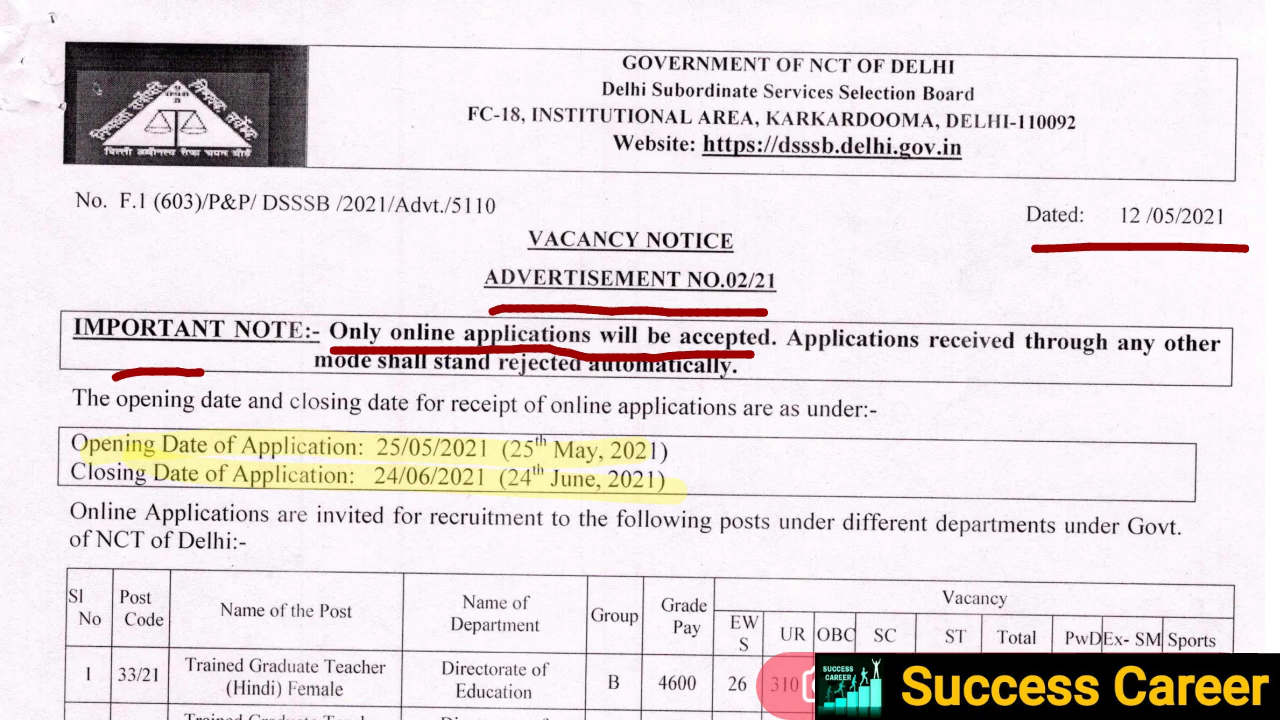 GOVERNMENT OF NCT OF DELHI
Delhi Subordinate Services Selection Board
FC-18, INSTITUTIONAL AREA, KARKARDOOMA, DELHI-110092
Website: https://dsssb.delhi.gov.in
No. F.1 (603)/P&P/ DSSSB /2021/Advt./5110
Dated: 12 /05/2021
VACANCY NOTICE
ADVERTISEMENT NO.02/21
IMPORTANT NOTE:- Only online applications will be accepted. Applications received through any other
mode shall stand rejected automatically.
The opening date and closing date for receipt of online applications are as under:-
Opening Date of Application: 25/05/2021 (25th May, 2021)
Closing Date of Application: 24/06/2021 (24th June, 2021)
Online Applications are invited for recruitment to the following posts under different departments under Govt.
of NCT of Delhi:-
Sl No Post Code Name of the Post Name of Department Group Grade Pay Vacancy
EWS UR OBC SC ST Total PwD Ex- SM Sports
1 33/21 Trained Graduate Teacher (Hindi) Female Directorate of Education B 4600 26 310
SUCCESS
CAREER
Success Career